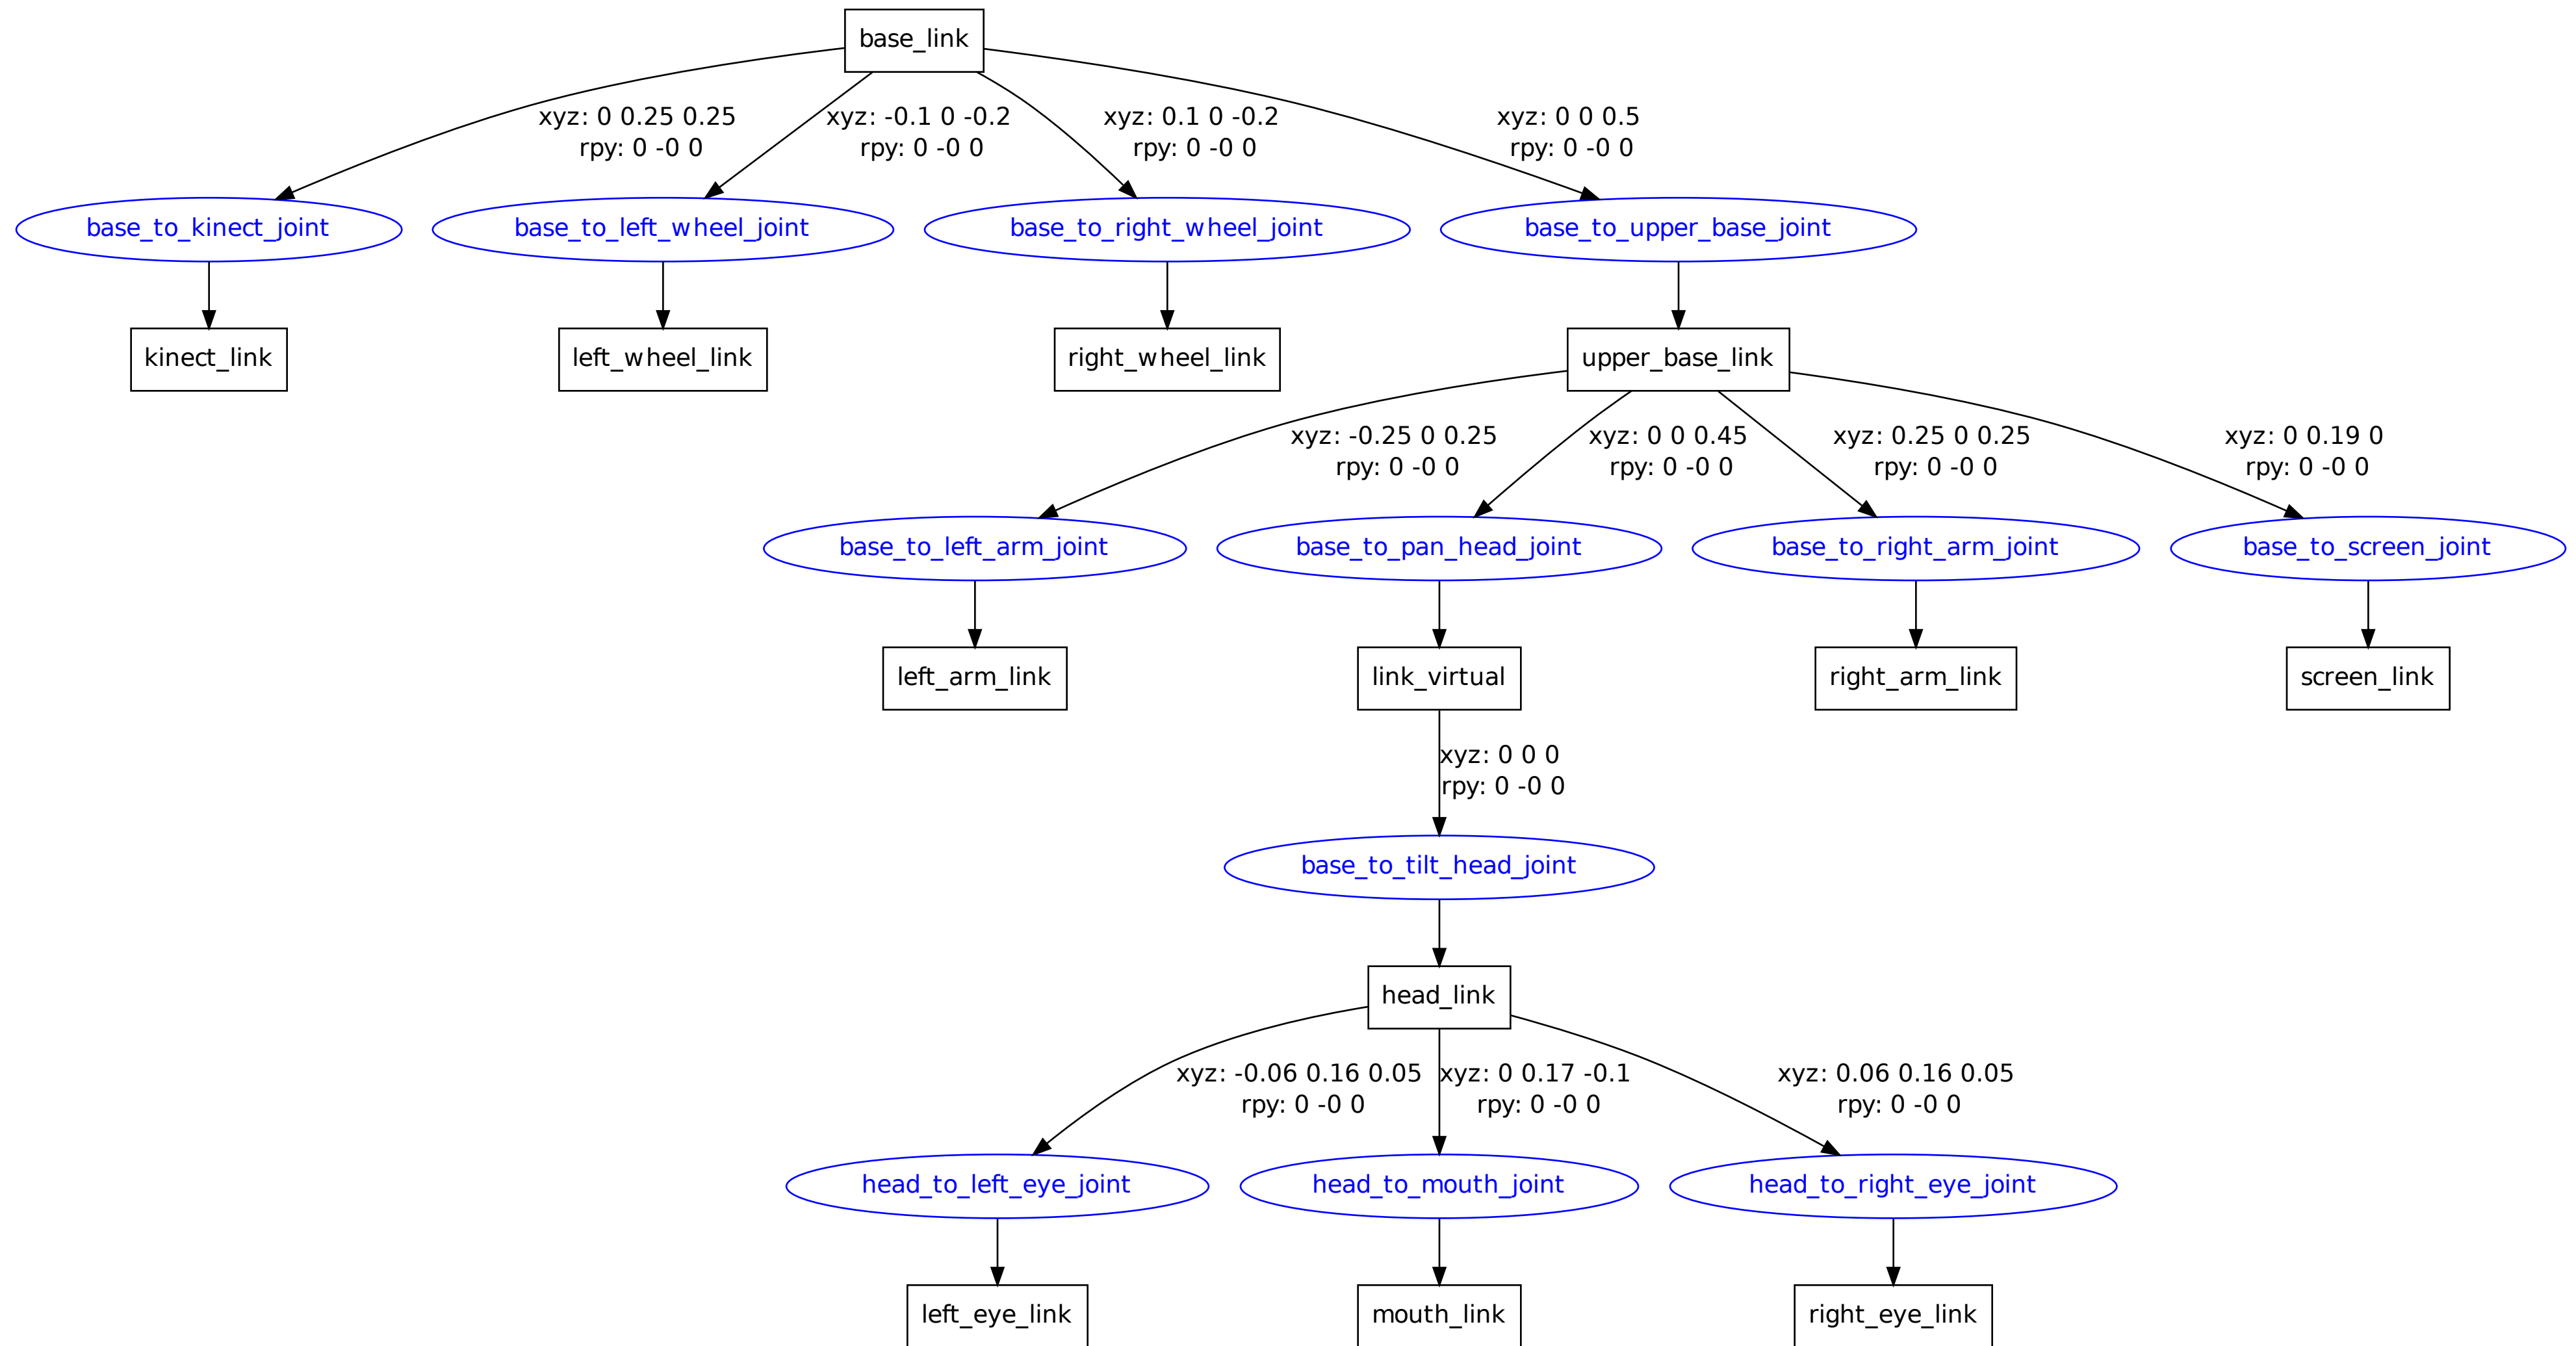 base_link
xyz: 0 0.25 0.25
rpy: 0 -0 0
xyz: -0.1 0 -0.2
rpy: 0 -0 0
xyz: 0.1 0 -0.2
rpy: 0 -0 0
xyz: 0 0 0.5
rpy: 0 -0 0
base_to_kinect_joint
base_to_left_wheel_joint
base_to_right_wheel_joint
base_to_upper_base_joint
kinect_link
left_wheel_link
right_wheel_link
upper_base_link
xyz: -0.25 0 0.25
rpy: 0 -0 0
xyz: 0 0 0.45
rpy: 0 -0 0
xyz: 0.25 0 0.25
rpy: 0 -0 0
xyz: 0 0.19 0
rpy: 0 -0 0
base_to_left_arm_joint
base_to_pan_head_joint
base_to_right_arm_joint
base_to_screen_joint
left_arm_link
link_virtual
right_arm_link
screen_link
xyz: 0 0 0
rpy: 0 -0 0
base_to_tilt_head_joint
head_link
xyz: -0.06 0.16 0.05
rpy: 0 -0 0
xyz: 0 0.17 -0.1
rpy: 0 -0 0
xyz: 0.06 0.16 0.05
rpy: 0 -0 0
head_to_left_eye_joint
head_to_mouth_joint
head_to_right_eye_joint
left_eye_link
mouth_link
right_eye_link